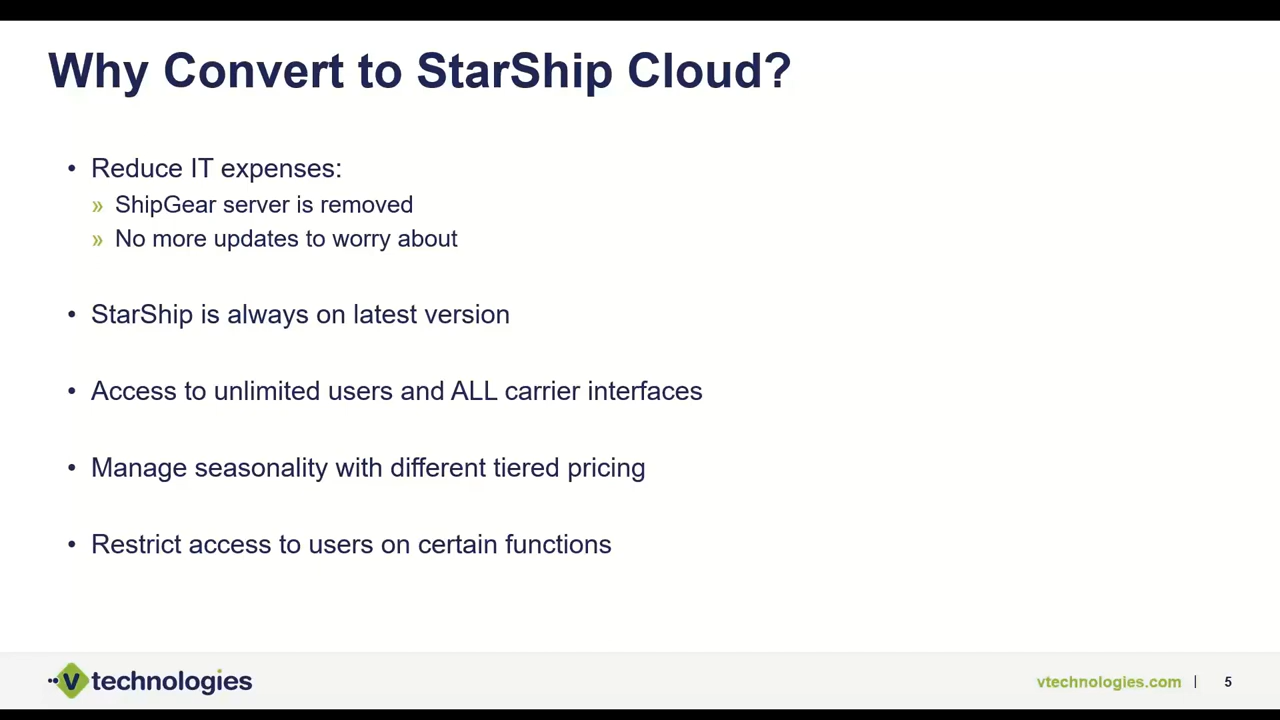 Why Convert to StarShip Cloud?
• Reduce IT expenses:
» ShipGear server is removed
» No more updates to worry about
• StarShip is always on latest version
• Access to unlimited users and ALL carrier interfaces
• Manage seasonality with different tiered pricing
• Restrict access to users on certain functions
v technologies
vtechnologies.com | 5